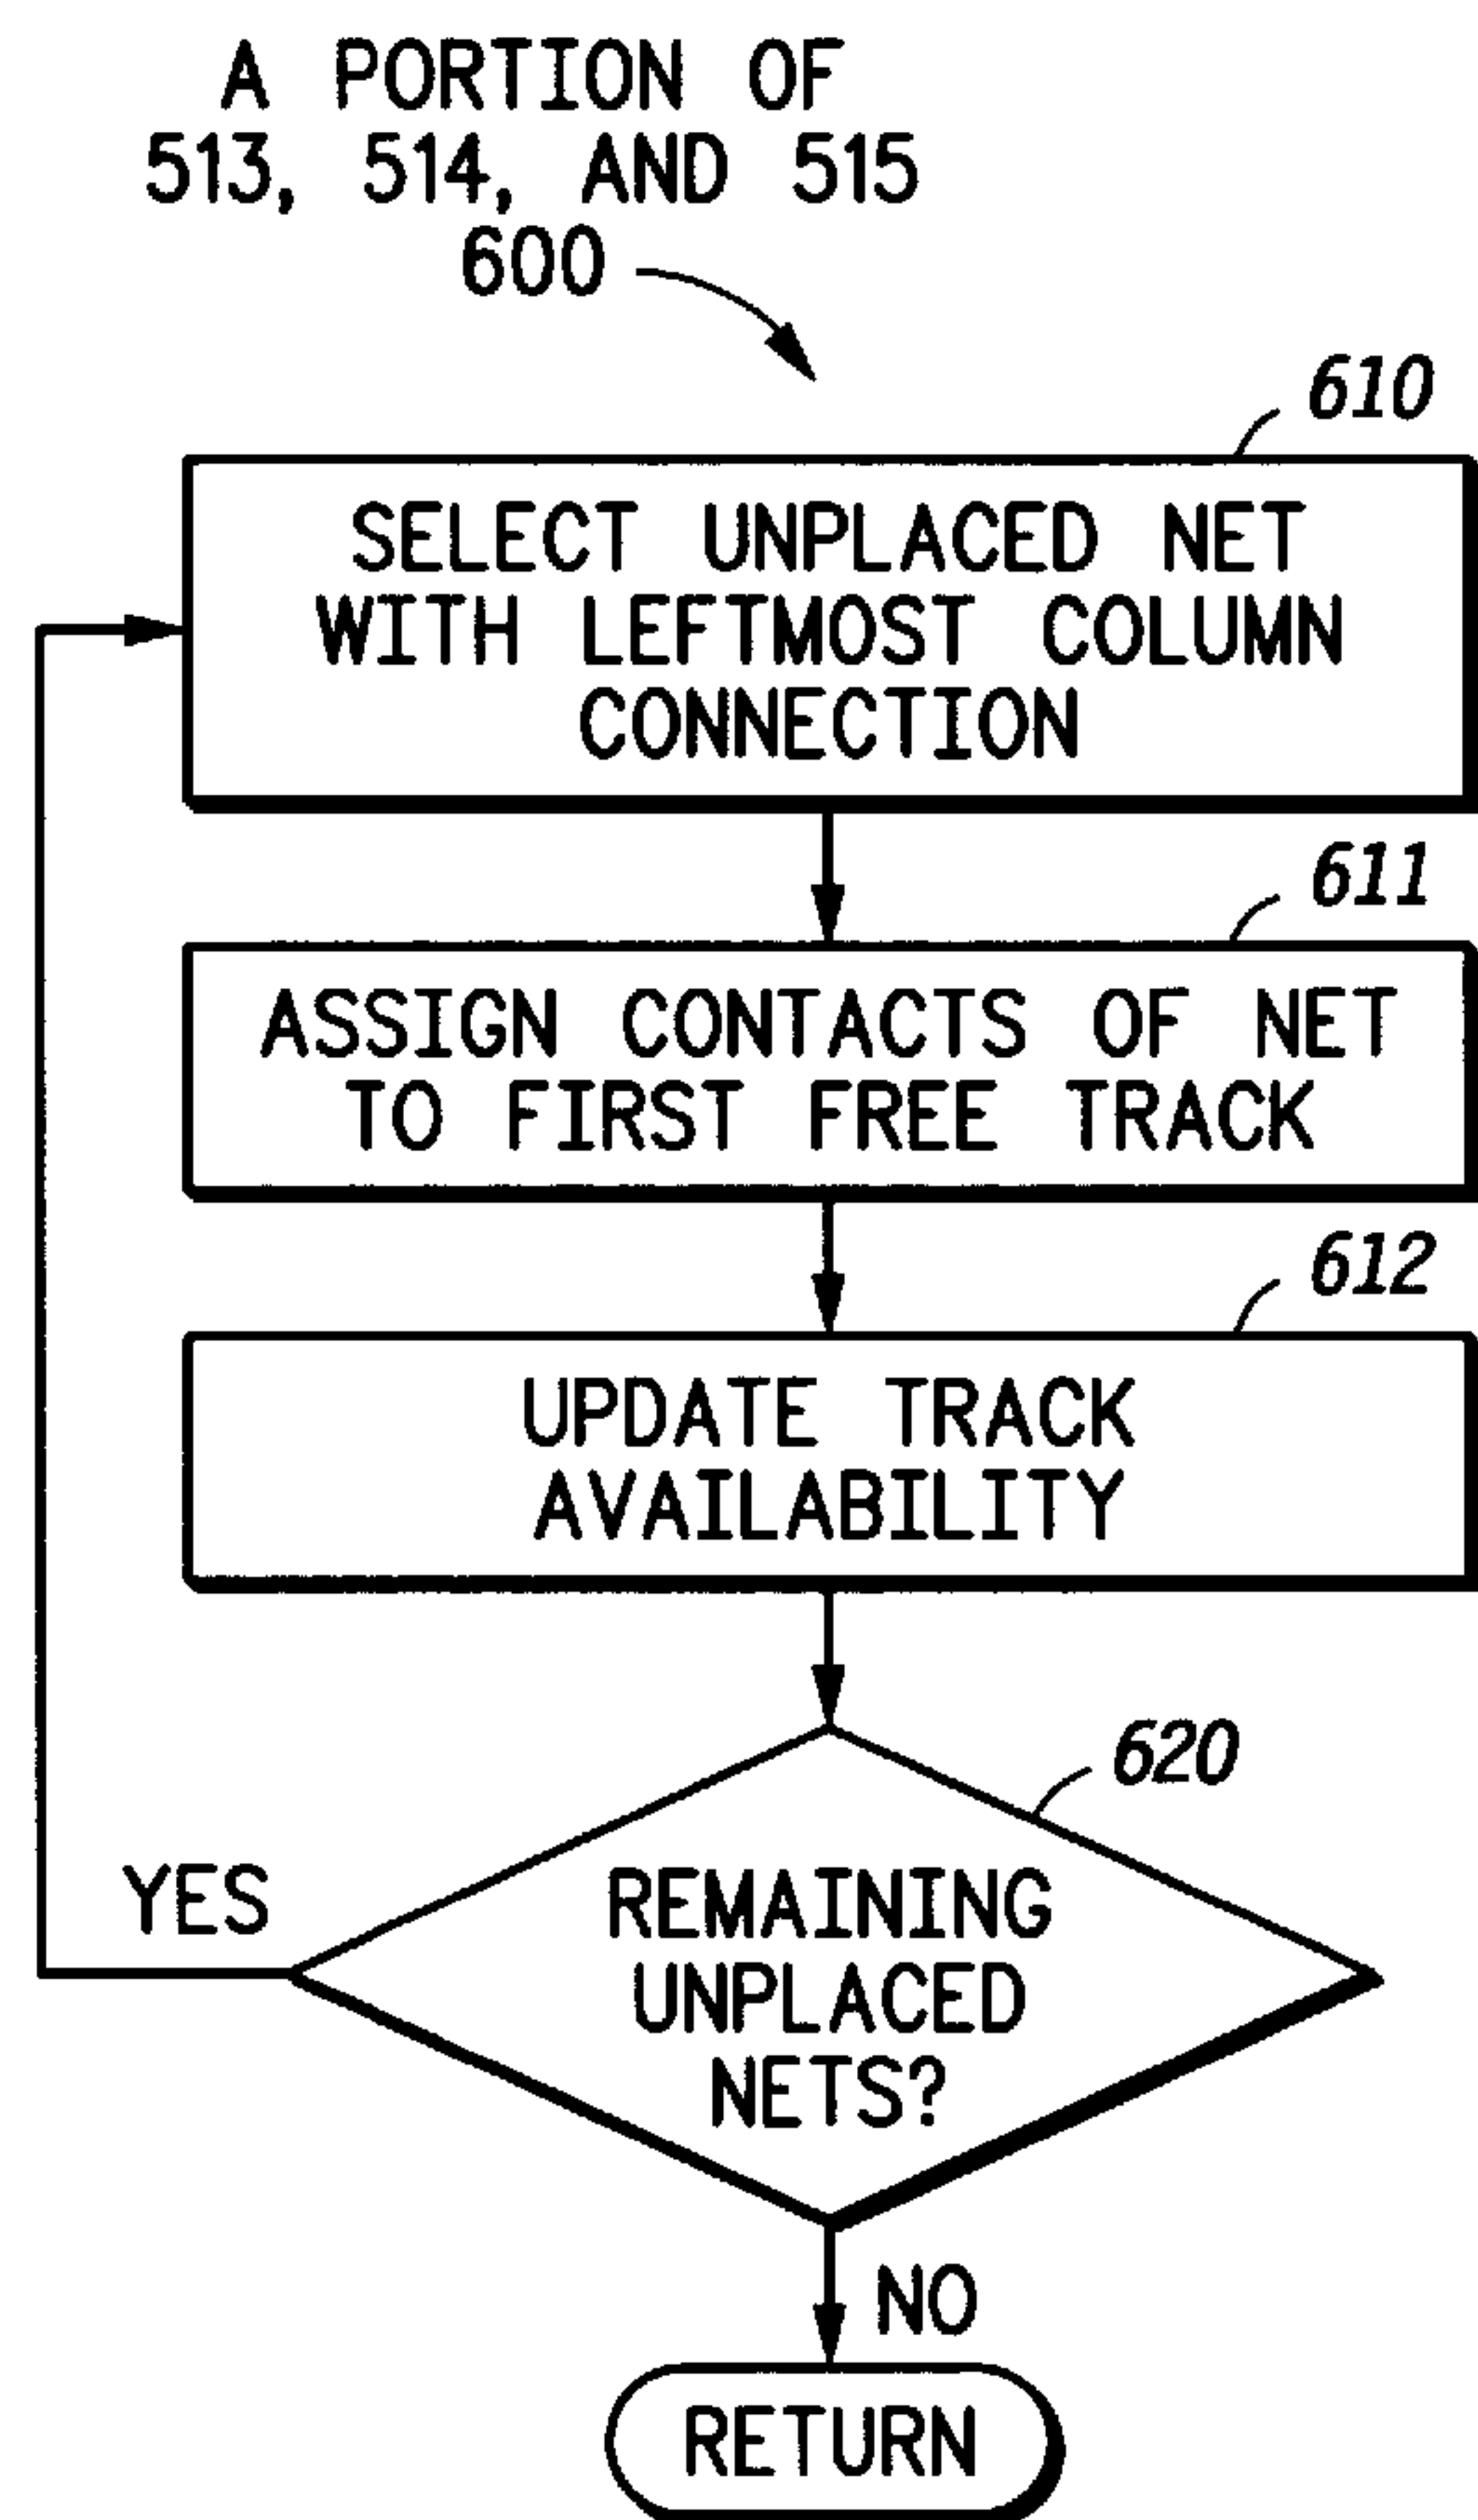 A PORTION OF
513, 514, AND 515
600
610
SELECT UNPLACED NET
WITH LEFTMOST COLUMN
CONNECTION
611
ASSIGN CONTACTS OF NET
TO FIRST FREE TRACK
612
UPDATE TRACK
AVAILABILITY
620
YES
REMAINING
UNPLACED
NETS?
NO
RETURN